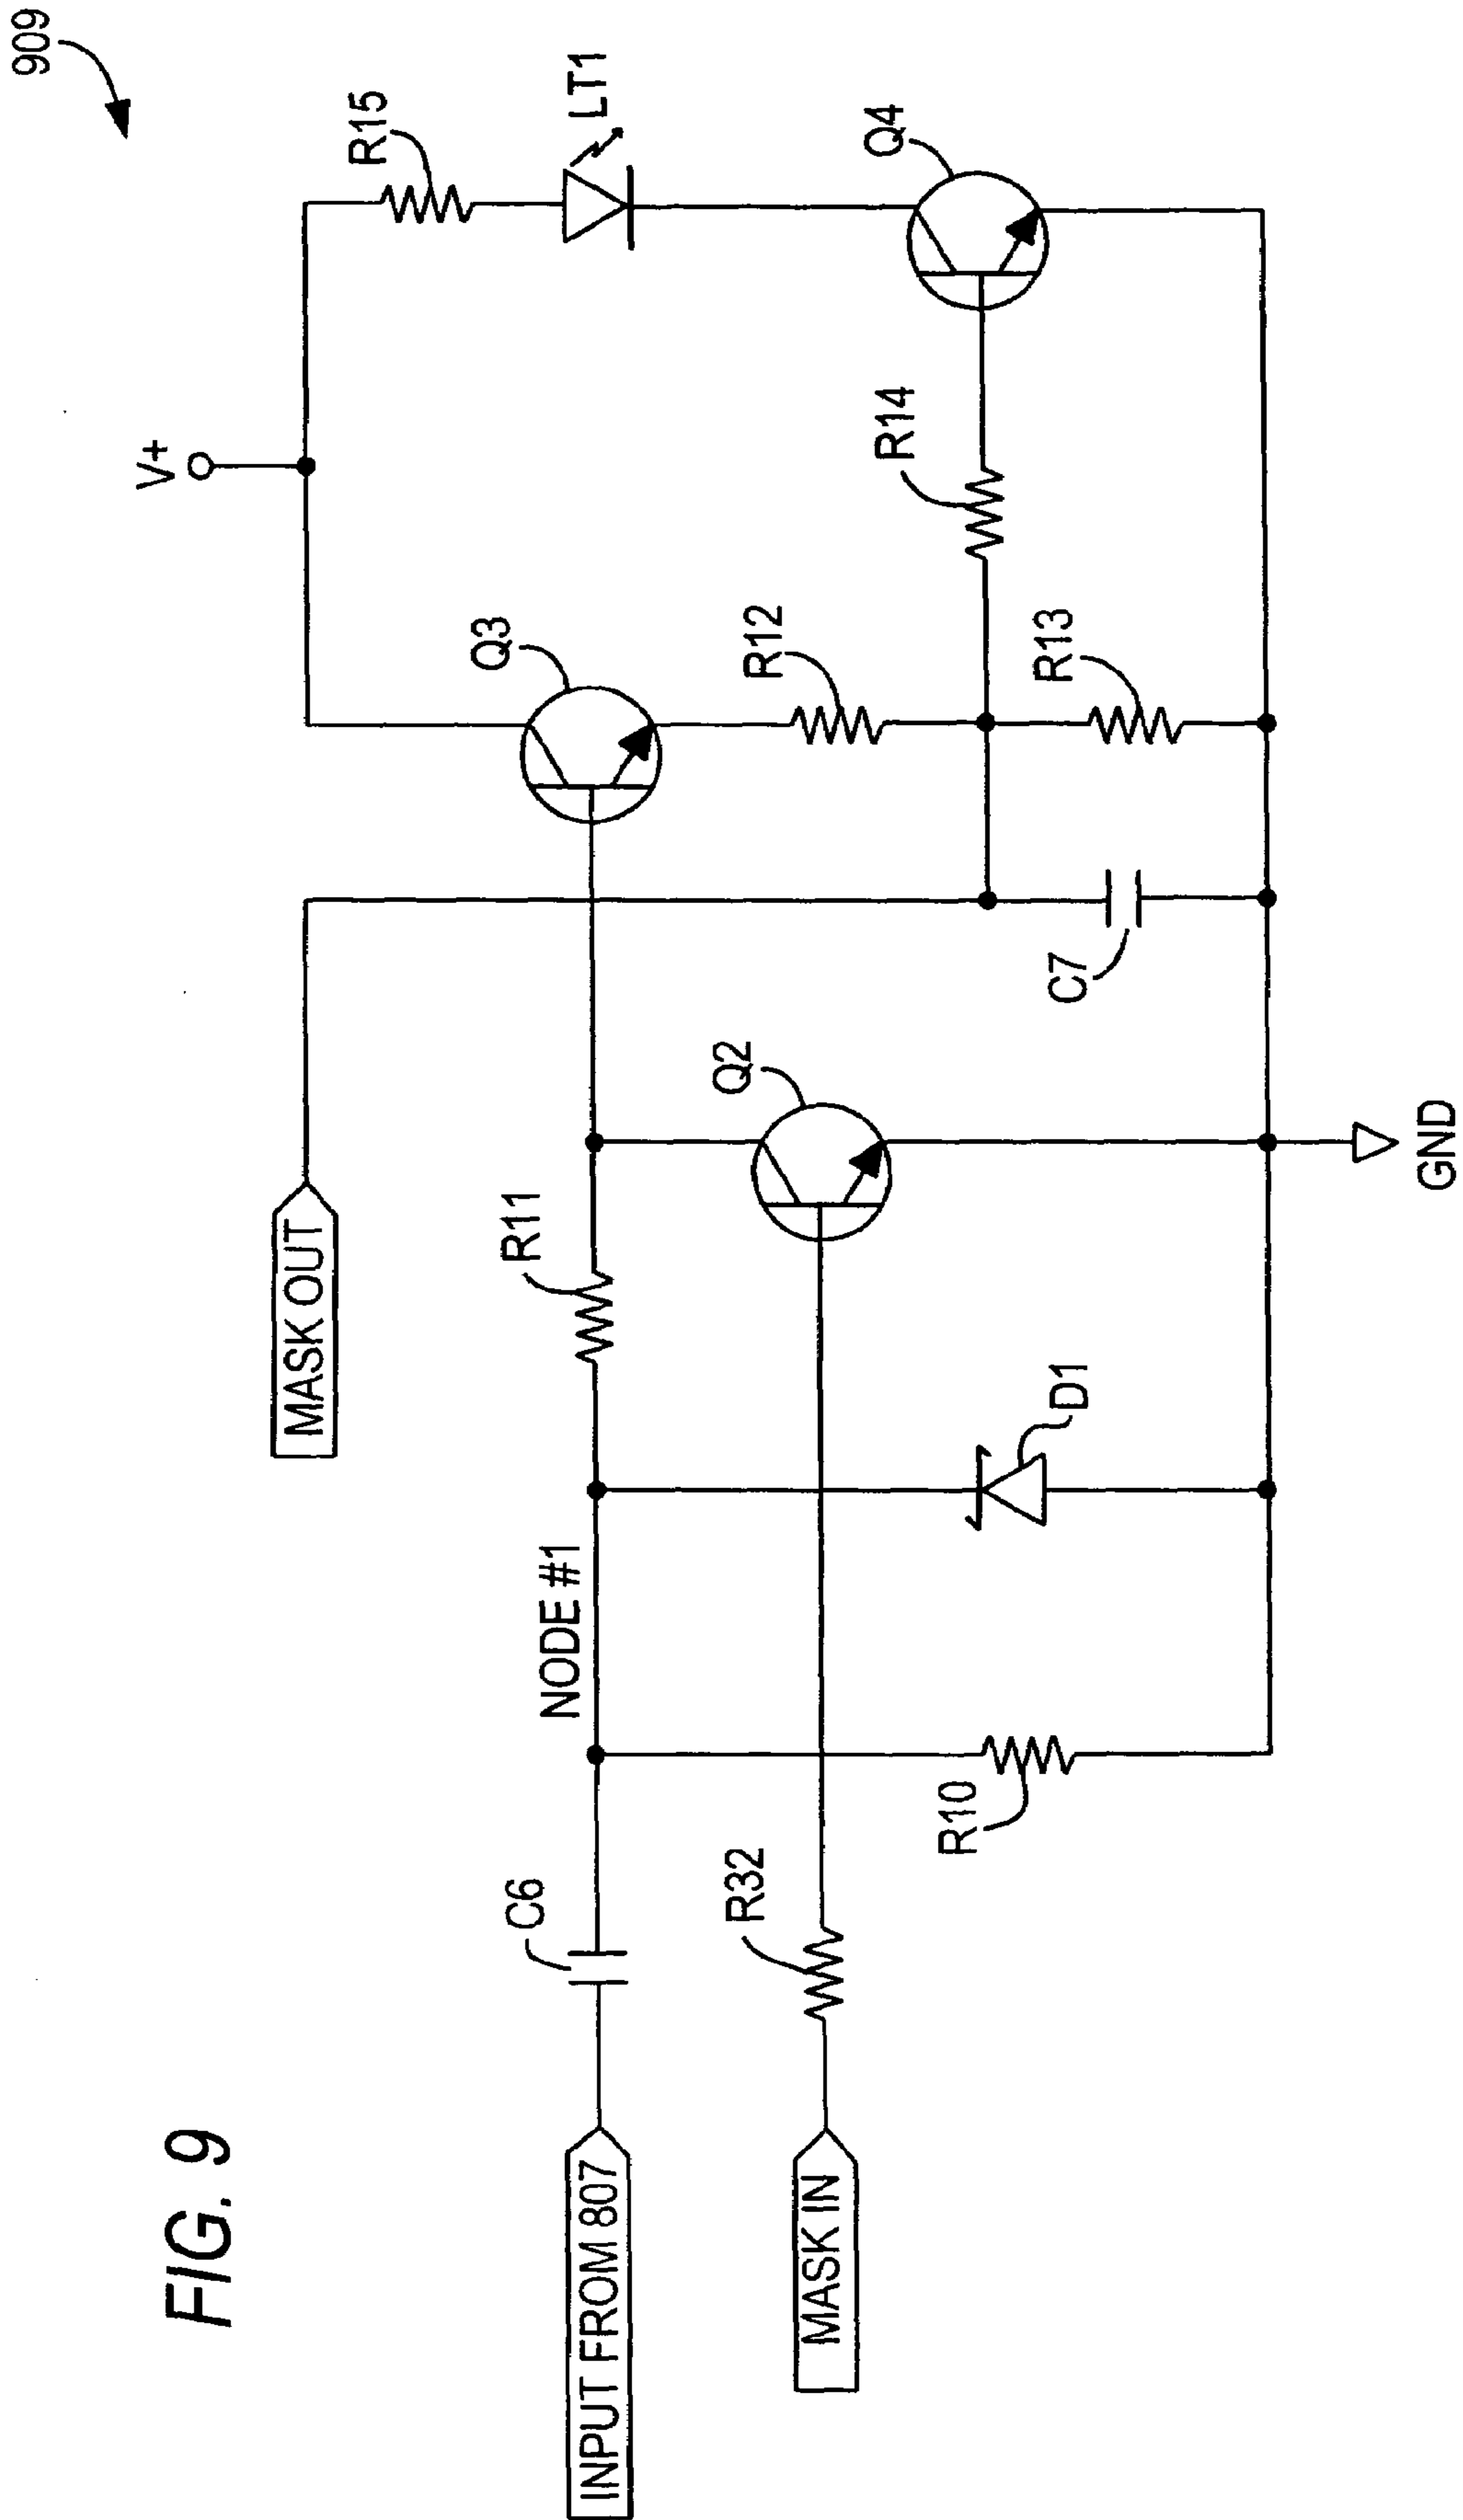 FIG. 9
909
V+
R15
LT1
Q3
Q4
MASK OUT
R11
R12
R14
NODE #1
C6
INPUT FROM 807
Q2
R32
MASK IN
R13
C7
D1
R10
GND